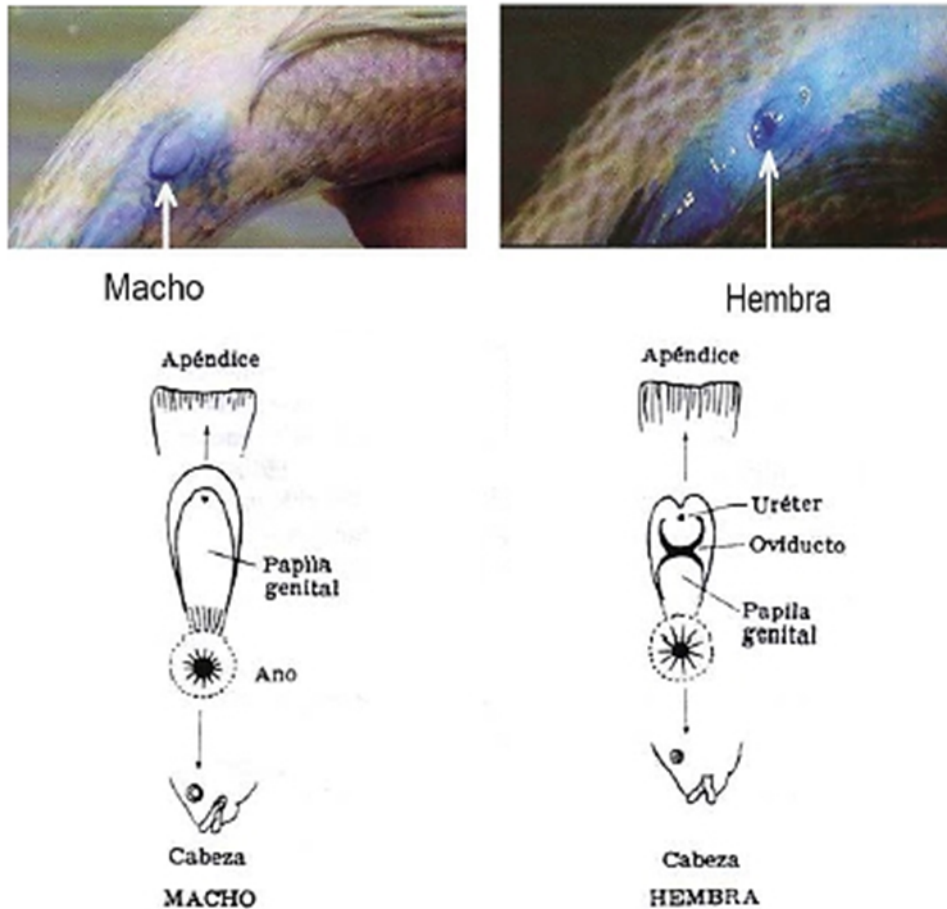 Macho
Hembra
Apéndice
Papila
genital
Ano
Cabeza
MACHO
Apéndice
Uréter
Oviducto
Papila
genital
Cabeza
HEMBRA